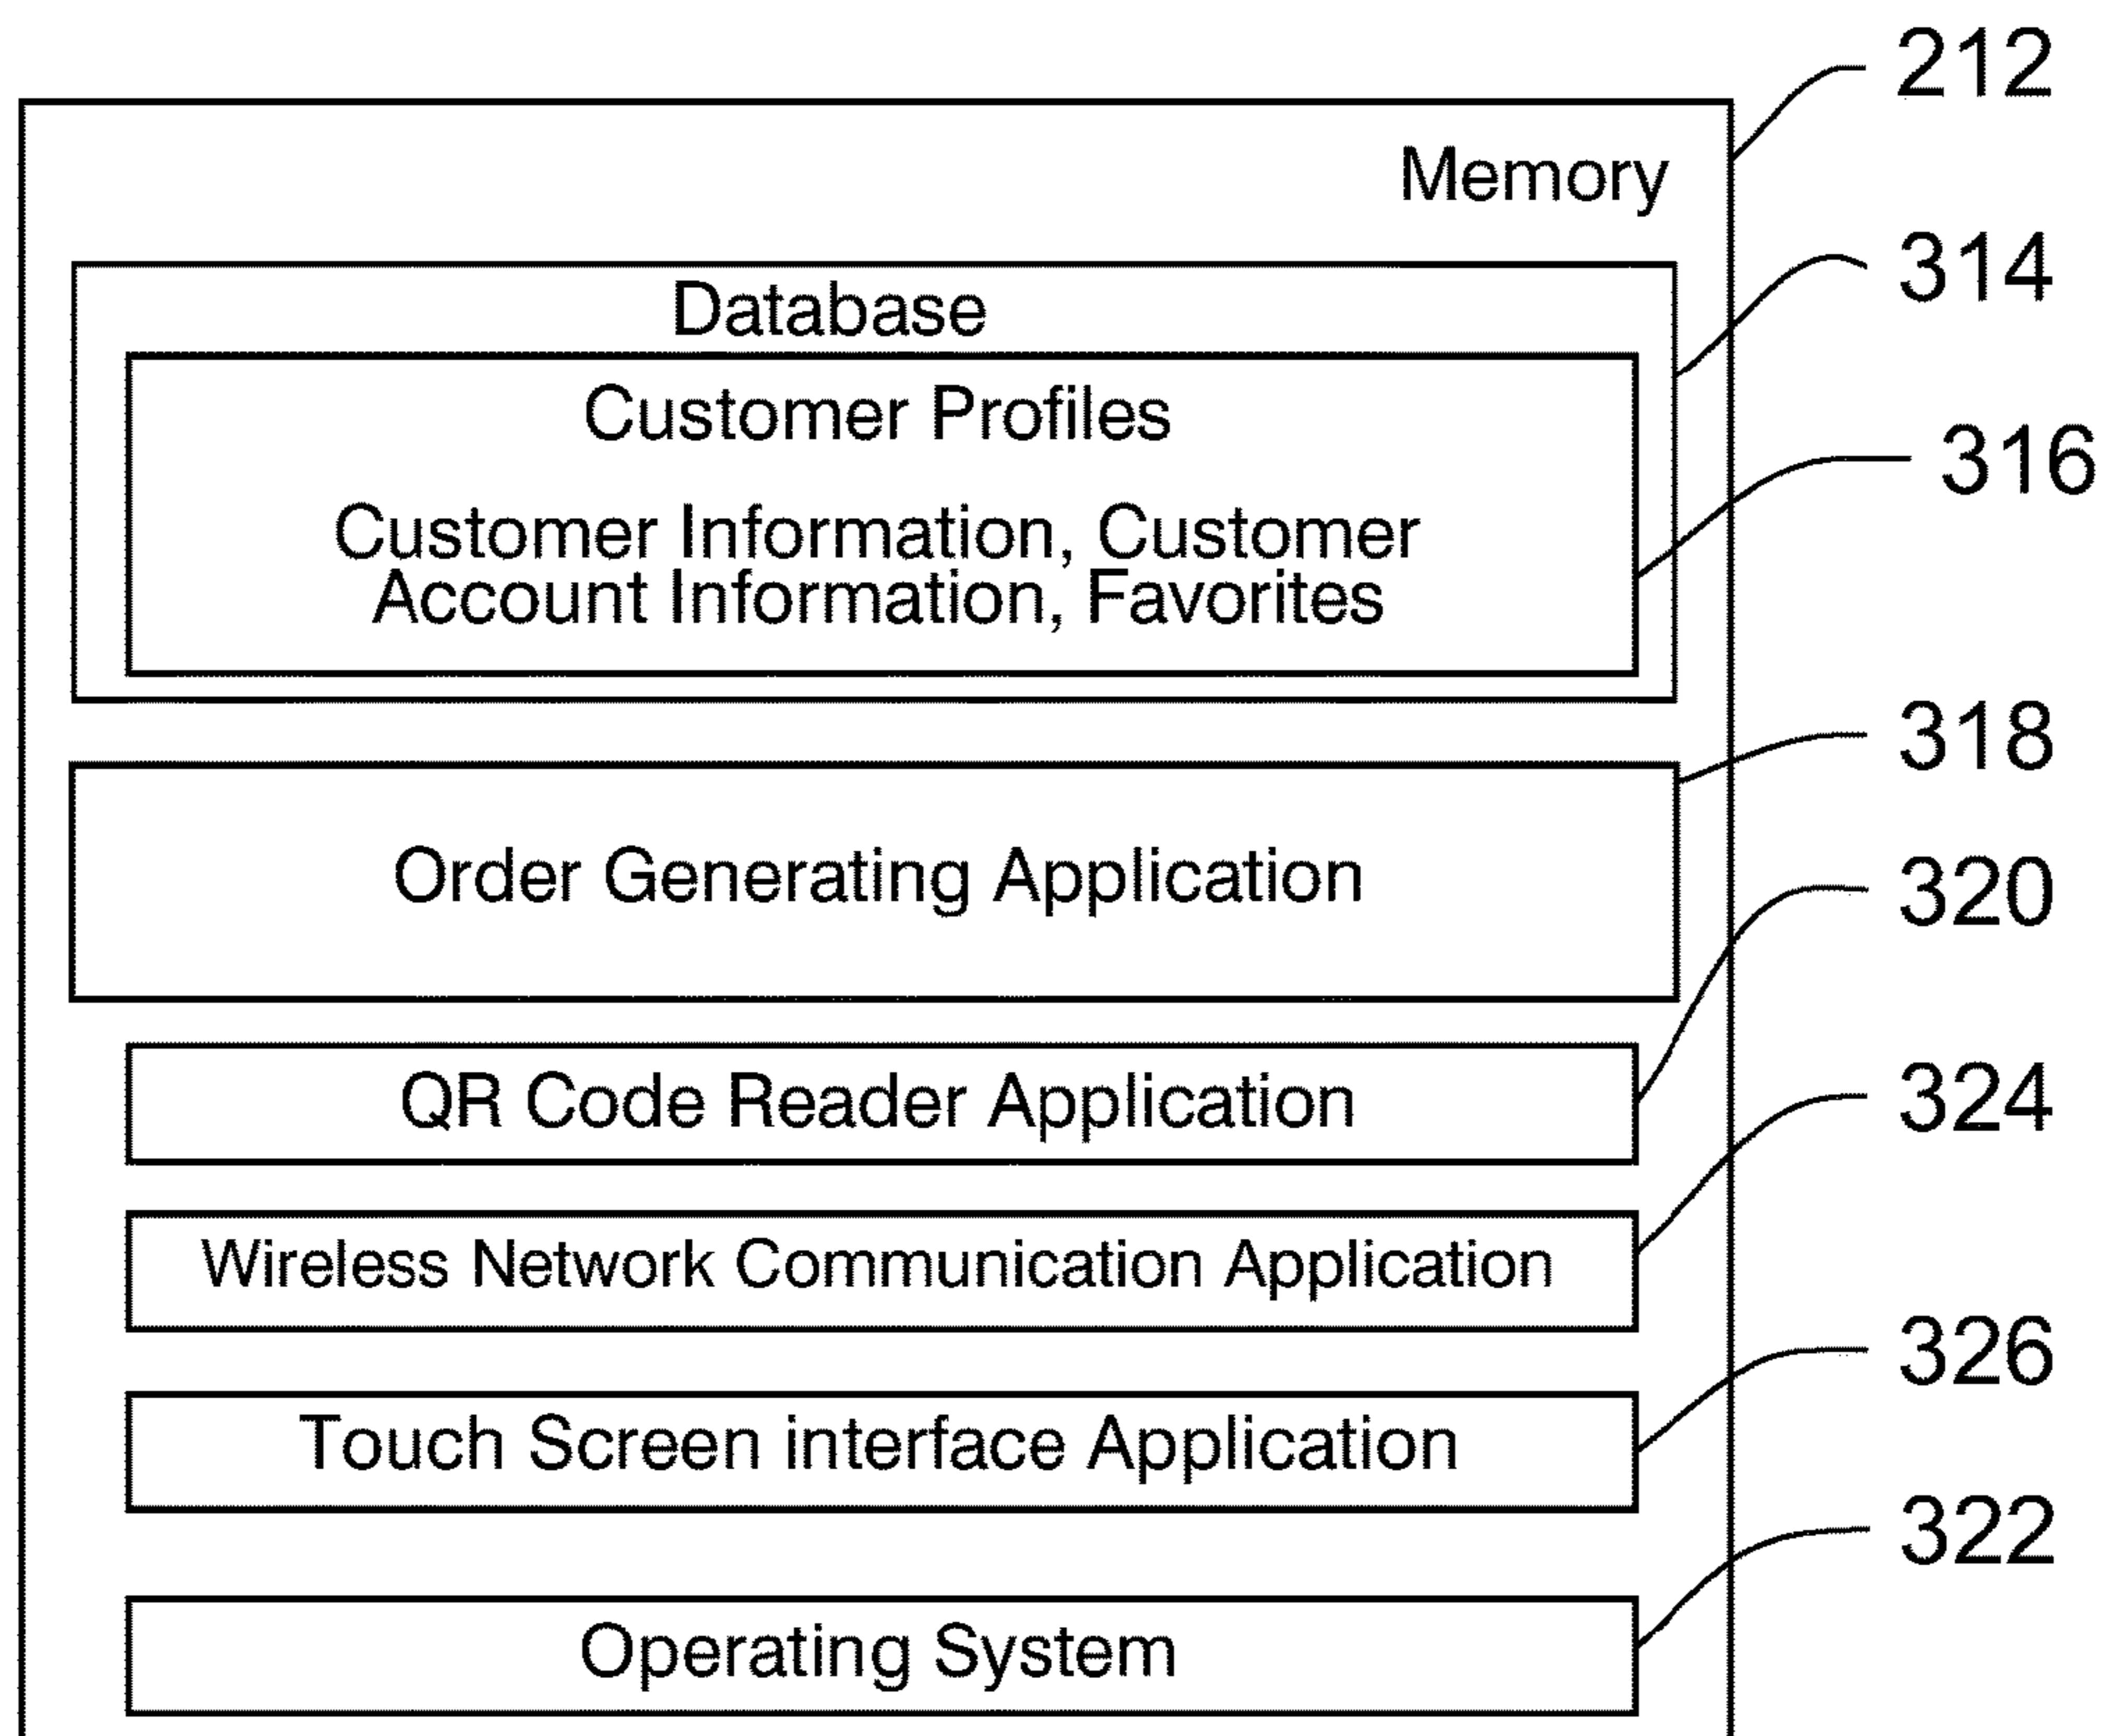 212
Memory
314
Database
Customer Profiles
316
Customer Information, Customer
Account Information, Favorites
318
Order Generating Application
320
QR Code Reader Application
324
Wireless Network Communication Application
326
Touch Screen interface Application
322
Operating System